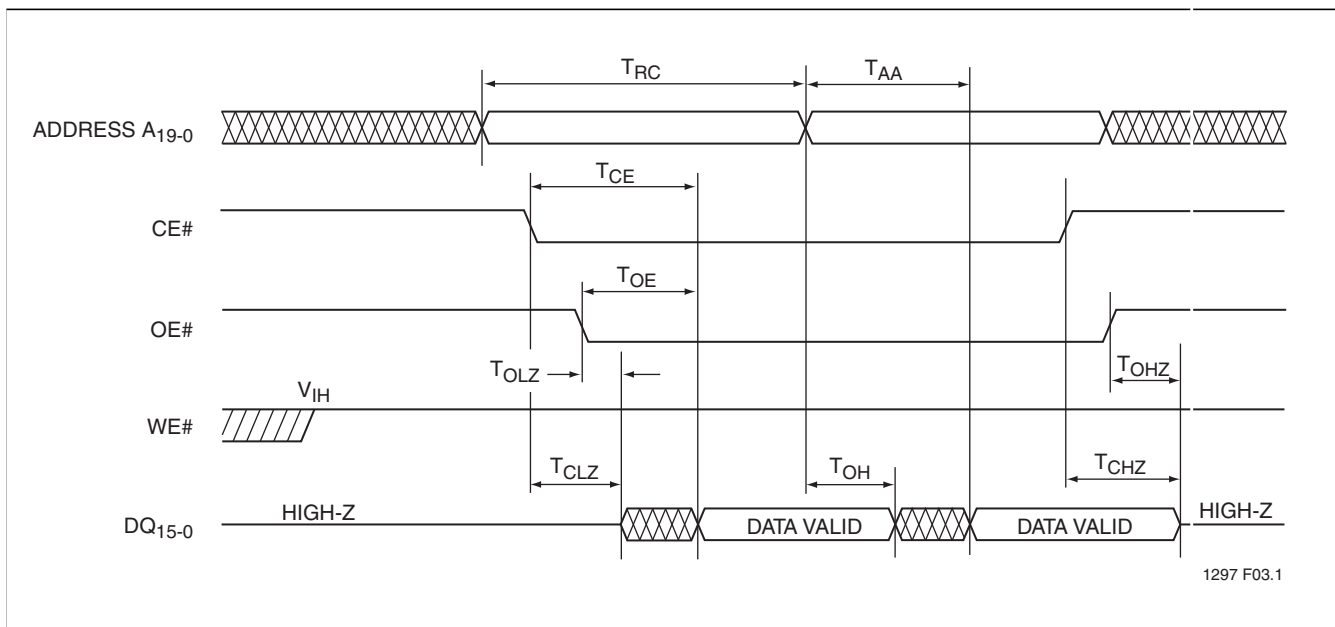 TRC TAA
ADDRESS A19-0
TCE
CE#
TOE
OE#
TOLZ TOHZ
VIH
WE#
TCLZ TOH TCHZ
HIGH-Z DATA VALID DATA VALID HIGH-Z
DQ15-0
1297 F03.1